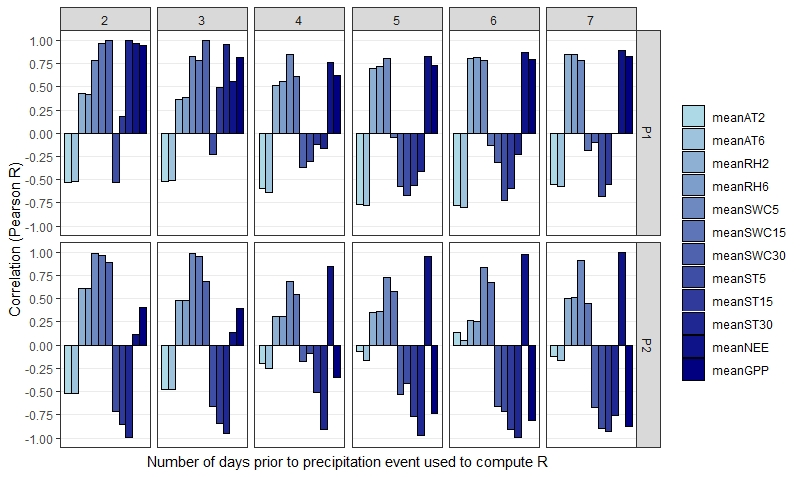 2 3 4 5 6 7
1.00
0.75
0.50
0.25
0.00
-0.25
-0.50
-0.75
-1.00
P1
1.00
0.75
0.50
0.25
0.00
-0.25
-0.50
-0.75
-1.00
P2
Correlation (Pearson R)
Number of days prior to precipitation event used to compute R
meanAT2
meanAT6
meanRH2
meanRH6
meanSWC5
meanSWC15
meanSWC30
meanST5
meanST15
meanST30
meanNEE
meanGPP